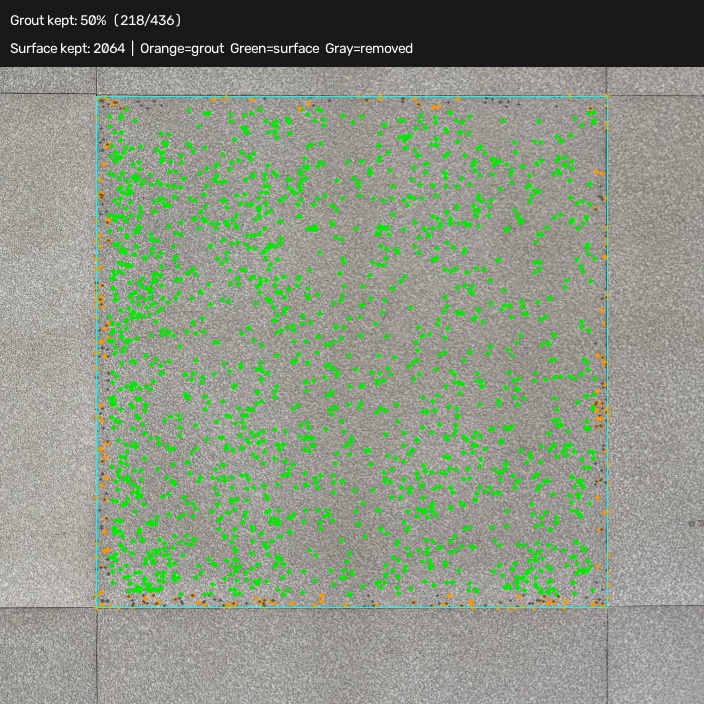 Grout kept: 50% (218/436)
Surface kept: 2064 | Orange=grout Green=surface Gray=removed